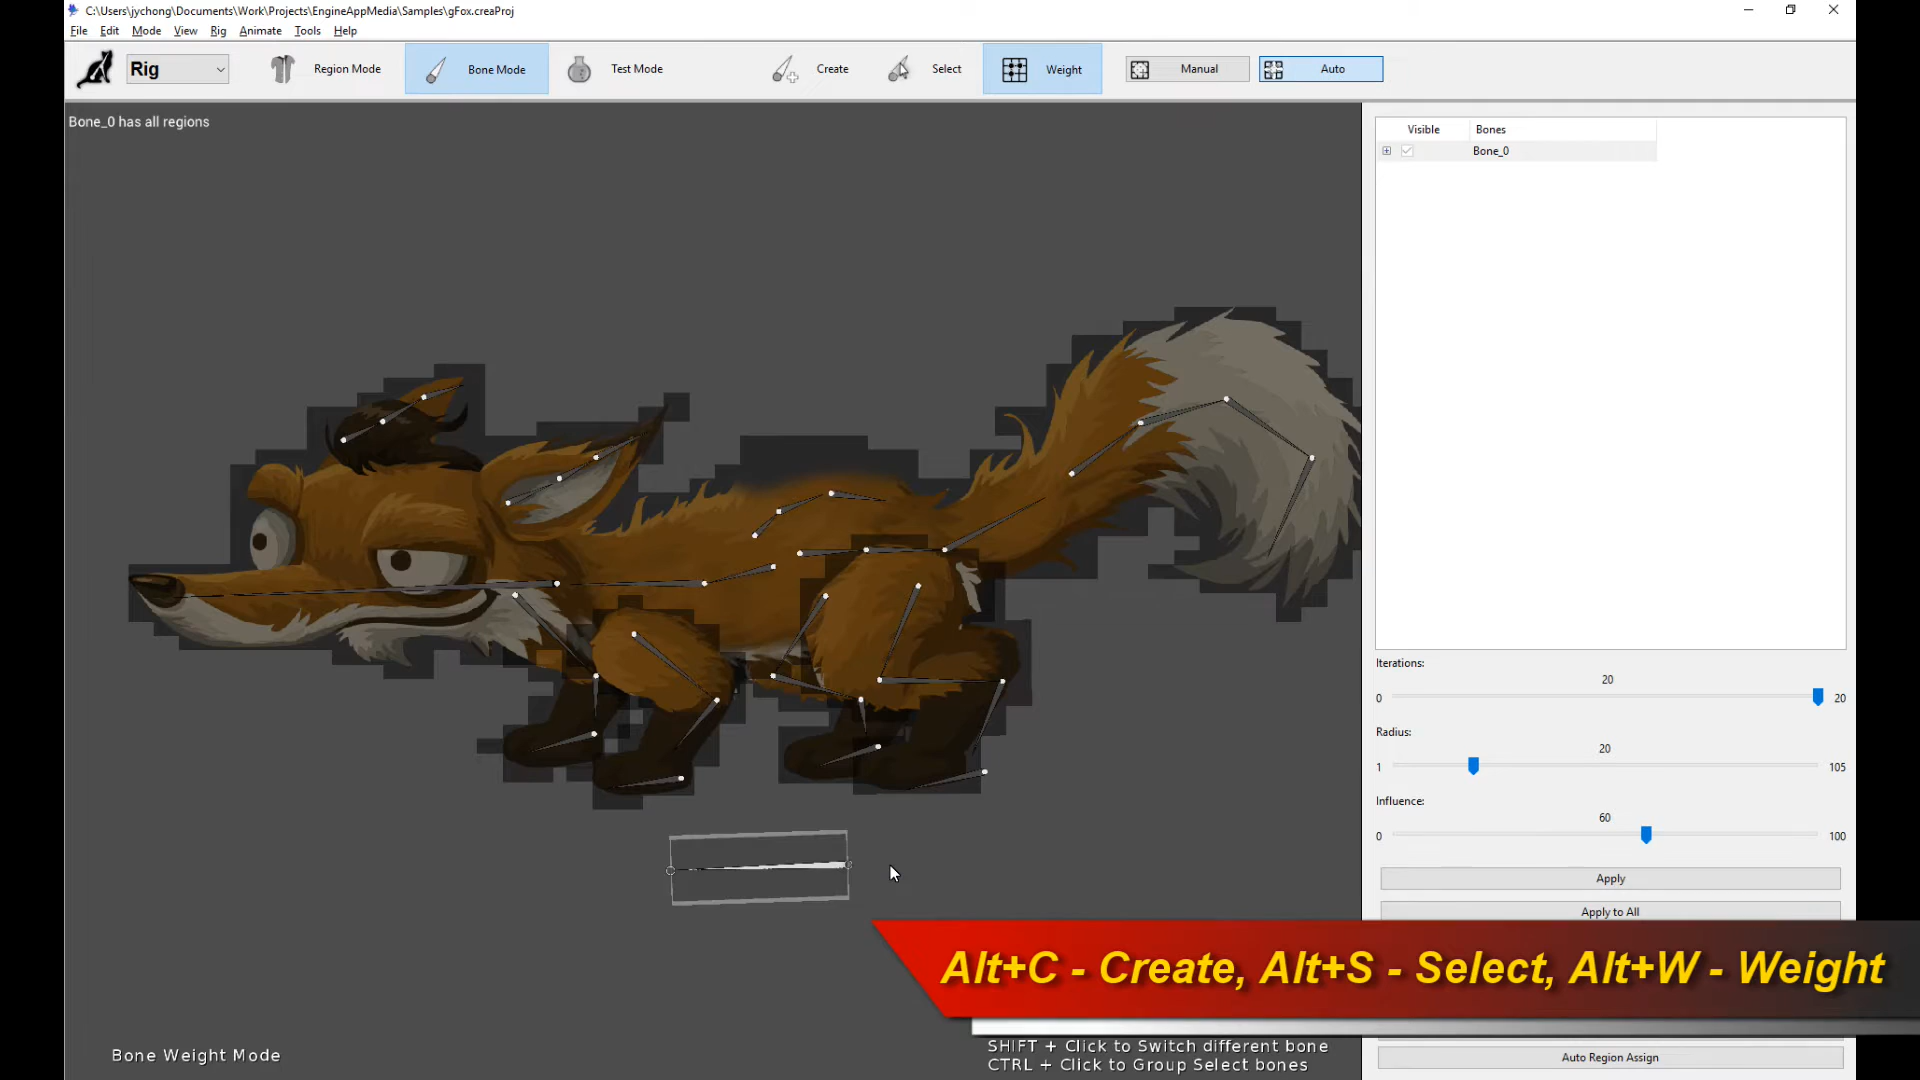 C:\Users\jychong\Documents\Work\Projects\EngineAppMedia\Samples\gFox.creaProj
File Edit Mode View Rig Animate Tools Help
Rig Region Mode Bone Mode Test Mode Create Select Weight Manual Auto
Bone_0 has all regions
Visible Bones
Bone_0
Iterations:
20
0 20
Radius:
20
1 105
Influence:
60
0 100
Apply
Apply to All
Alt+C - Create, Alt+S - Select, Alt+W - Weight
Bone Weight Mode
SHIFT + Click to Switch different bone
CTRL + Click to Group Select bones
Auto Region Assign